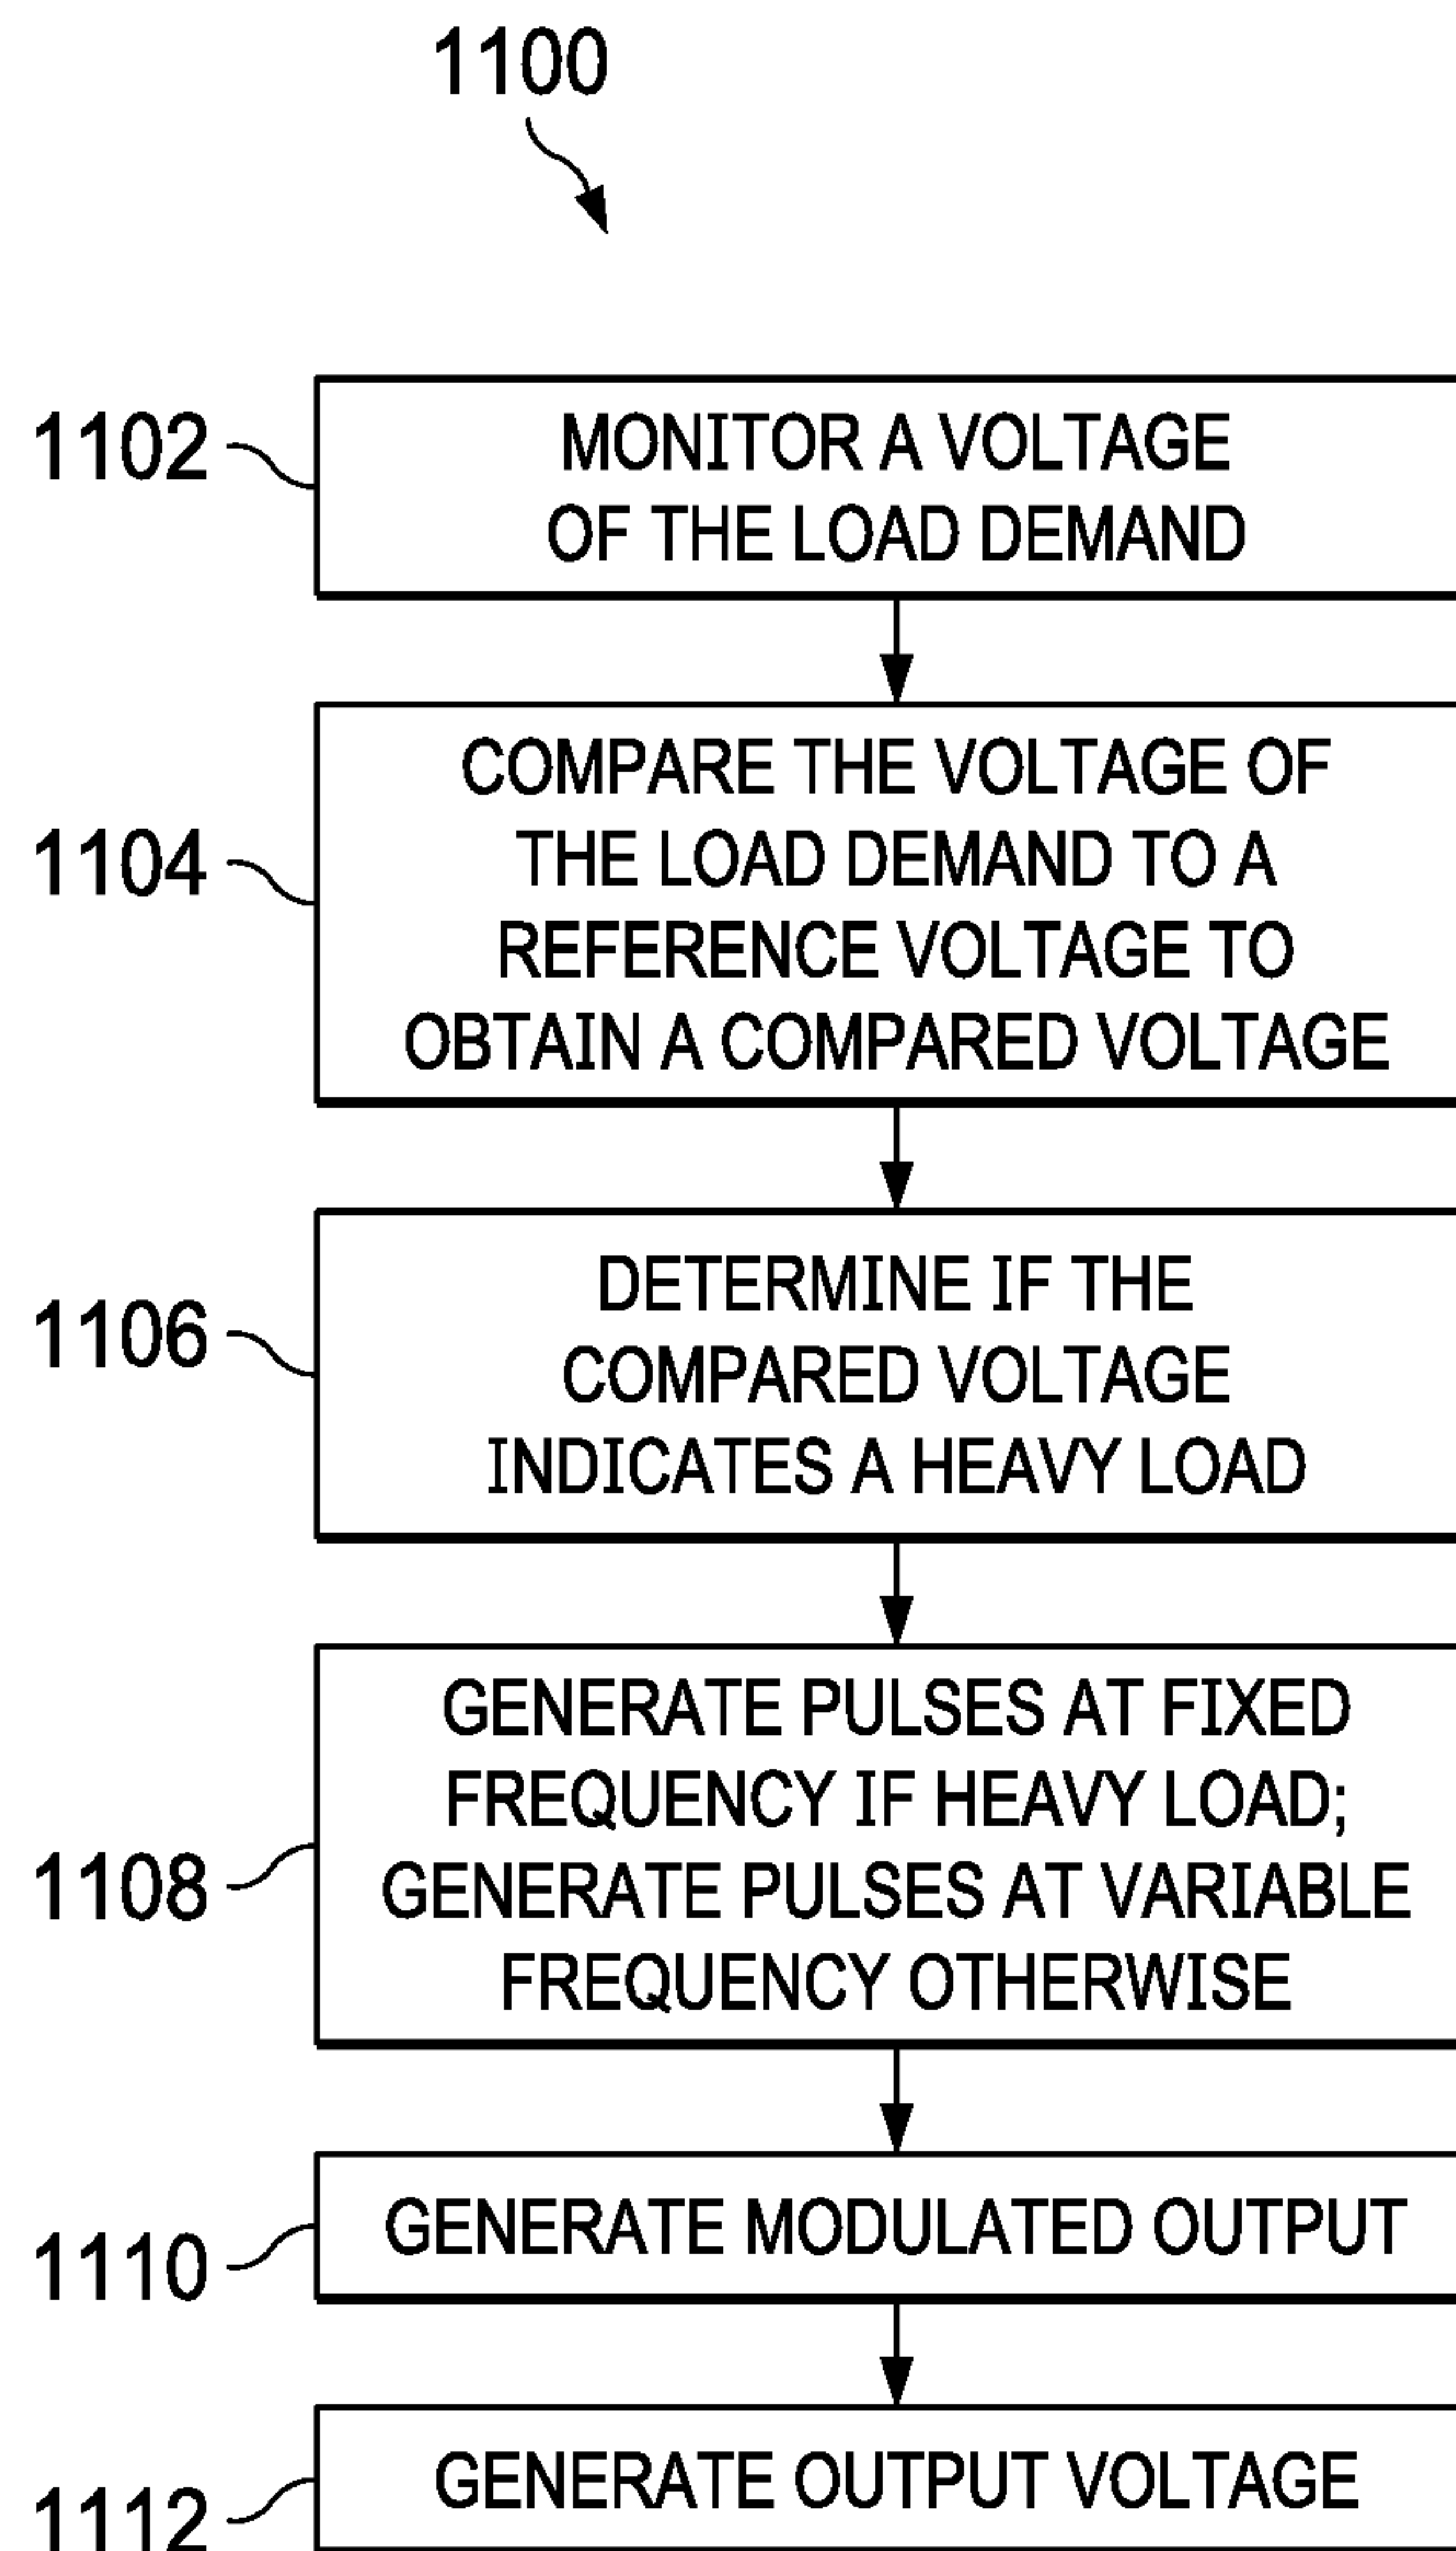 1100
1102
MONITOR A VOLTAGE
OF THE LOAD DEMAND
1104
COMPARE THE VOLTAGE OF
THE LOAD DEMAND TO A
REFERENCE VOLTAGE TO
OBTAIN A COMPARED VOLTAGE
1106
DETERMINE IF THE
COMPARED VOLTAGE
INDICATES A HEAVY LOAD
1108
GENERATE PULSES AT FIXED
FREQUENCY IF HEAVY LOAD;
GENERATE PULSES AT VARIABLE
FREQUENCY OTHERWISE
1110
GENERATE MODULATED OUTPUT
1112
GENERATE OUTPUT VOLTAGE